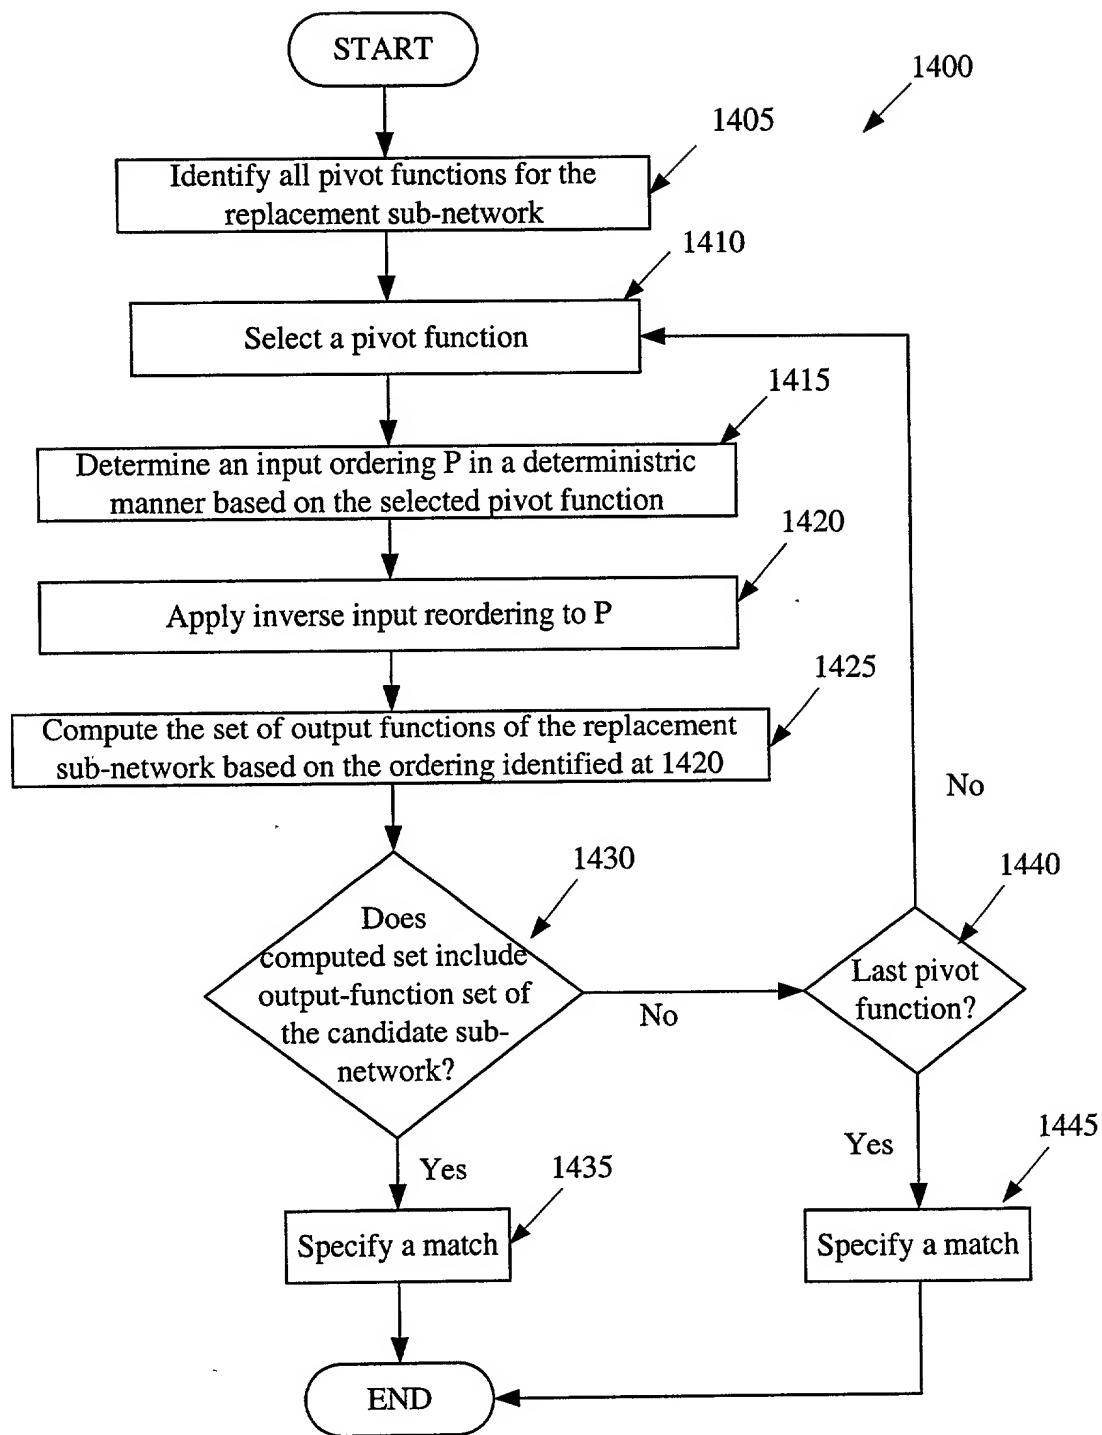 START
1400
1405
Identify all pivot functions for the
replacement sub-network
1410
Select a pivot function
1415
Determine an input ordering P in a deterministric
manner based on the selected pivot function
1420
Apply inverse input reordering to P
1425
Compute the set of output functions of the replacement
sub-network based on the ordering identified at 1420
No
1430
1440
Does
computed set include
output-function set of
the candidate sub-
network?
No
Last pivot
function?
Yes
1435
Yes
1445
Specify a match
Specify a match
END